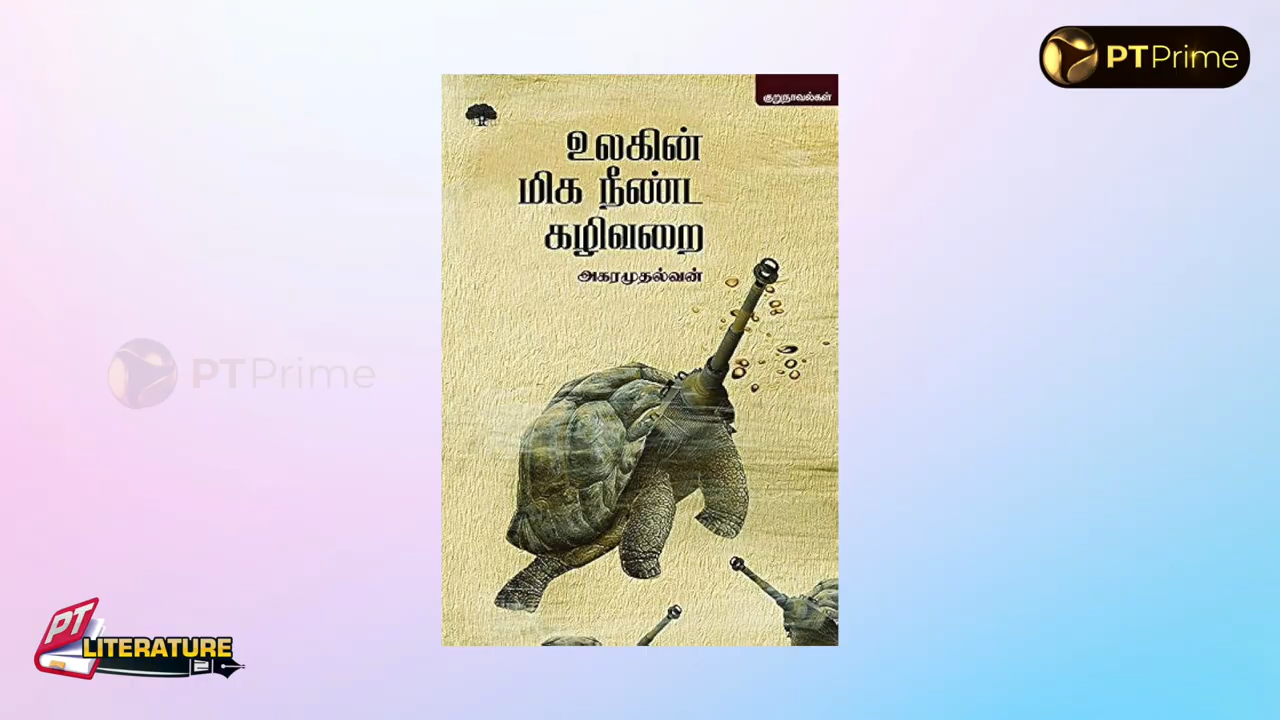 PTPrime
குறுநாவல்கள்
உலகின்
மிக நீண்ட
கழிவறை
அகரமுதல்வன்
PTPrime
PT
LITERATURE